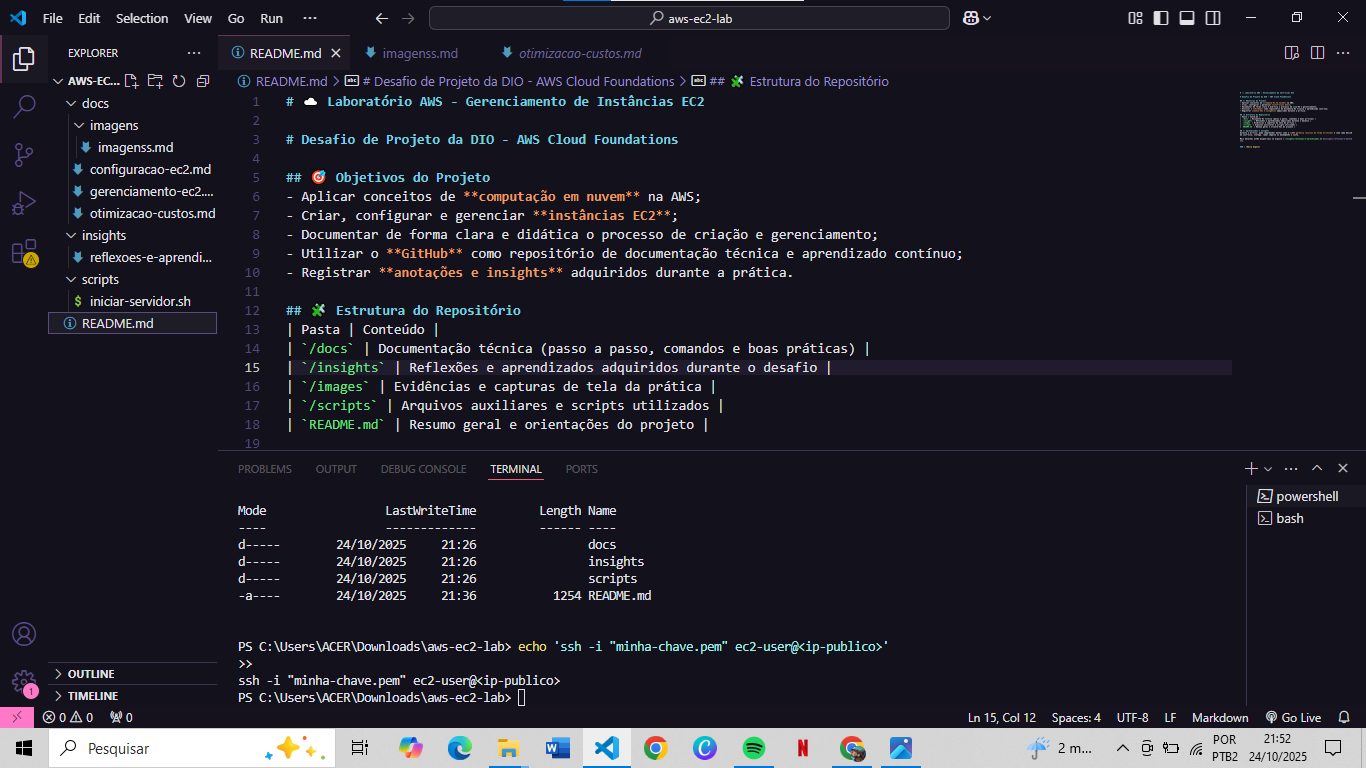 File Edit Selection View Go Run ··· aws-ec2-lab
EXPLORER ···
AWS-EC...
docs
imagens
imagenss.md
configuracao-ec2.md
gerenciamento-ec2....
otimizacao-custos.md
insights
reflexoes-e-aprendi...
scripts
$ iniciar-servidor.sh
README.md
OUTLINE
TIMELINE
README.md imagenss.md otimizacao-custos.md
README.md > # Desafio de Projeto da DIO - AWS Cloud Foundations > ## 🧩 Estrutura do Repositório
1 # ☁️ Laboratório AWS - Gerenciamento de Instâncias EC2
2
3 # Desafio de Projeto da DIO - AWS Cloud Foundations
4
5 ## 🎯 Objetivos do Projeto
6 - Aplicar conceitos de **computação em nuvem** na AWS;
7 - Criar, configurar e gerenciar **instâncias EC2**;
8 - Documentar de forma clara e didática o processo de criação e gerenciamento;
9 - Utilizar o **GitHub** como repositório de documentação técnica e aprendizado contínuo;
10 - Registrar **anotações e insights** adquiridos durante a prática.
11
12 ## 🧩 Estrutura do Repositório
13 | Pasta | Conteúdo |
14 | `/docs` | Documentação técnica (passo a passo, comandos e boas práticas) |
15 | `/insights` | Reflexões e aprendizados adquiridos durante o desafio |
16 | `/images` | Evidências e capturas de tela da prática |
17 | `/scripts` | Arquivos auxiliares e scripts utilizados |
18 | `README.md` | Resumo geral e orientações do projeto |
19
PROBLEMS OUTPUT DEBUG CONSOLE TERMINAL PORTS
powershell
bash
Mode LastWriteTime Length Name
---- ------------- ------ ----
d----- 24/10/2025 21:26 docs
d----- 24/10/2025 21:26 insights
d----- 24/10/2025 21:26 scripts
-a---- 24/10/2025 21:36 1254 README.md
PS C:\Users\ACER\Downloads\aws-ec2-lab> echo 'ssh -i "minha-chave.pem" ec2-user@<ip-publico>'
>>
ssh -i "minha-chave.pem" ec2-user@<ip-publico>
PS C:\Users\ACER\Downloads\aws-ec2-lab>
0 0 0 Ln 15, Col 12 Spaces: 4 UTF-8 LF Markdown Go Live
1
Pesquisar
2 m...
POR
PTB2
21:52
24/10/2025